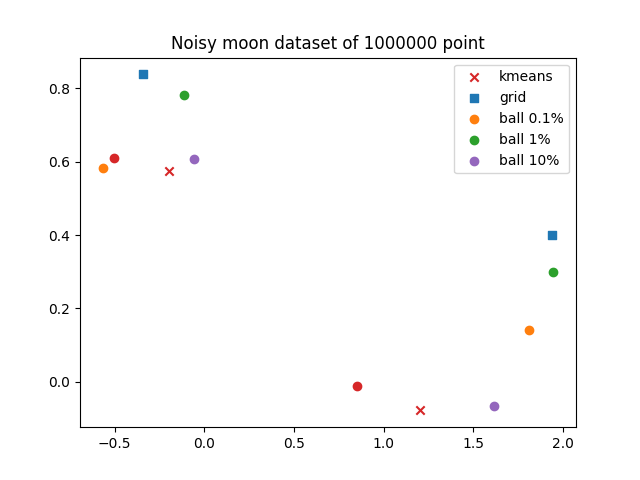 Noisy moon dataset of 1000000 point
kmeans
grid
ball 0.1%
ball 1%
ball 10%
0.8
0.6
0.4
0.2
0.0
−0.5 0.0 0.5 1.0 1.5 2.0